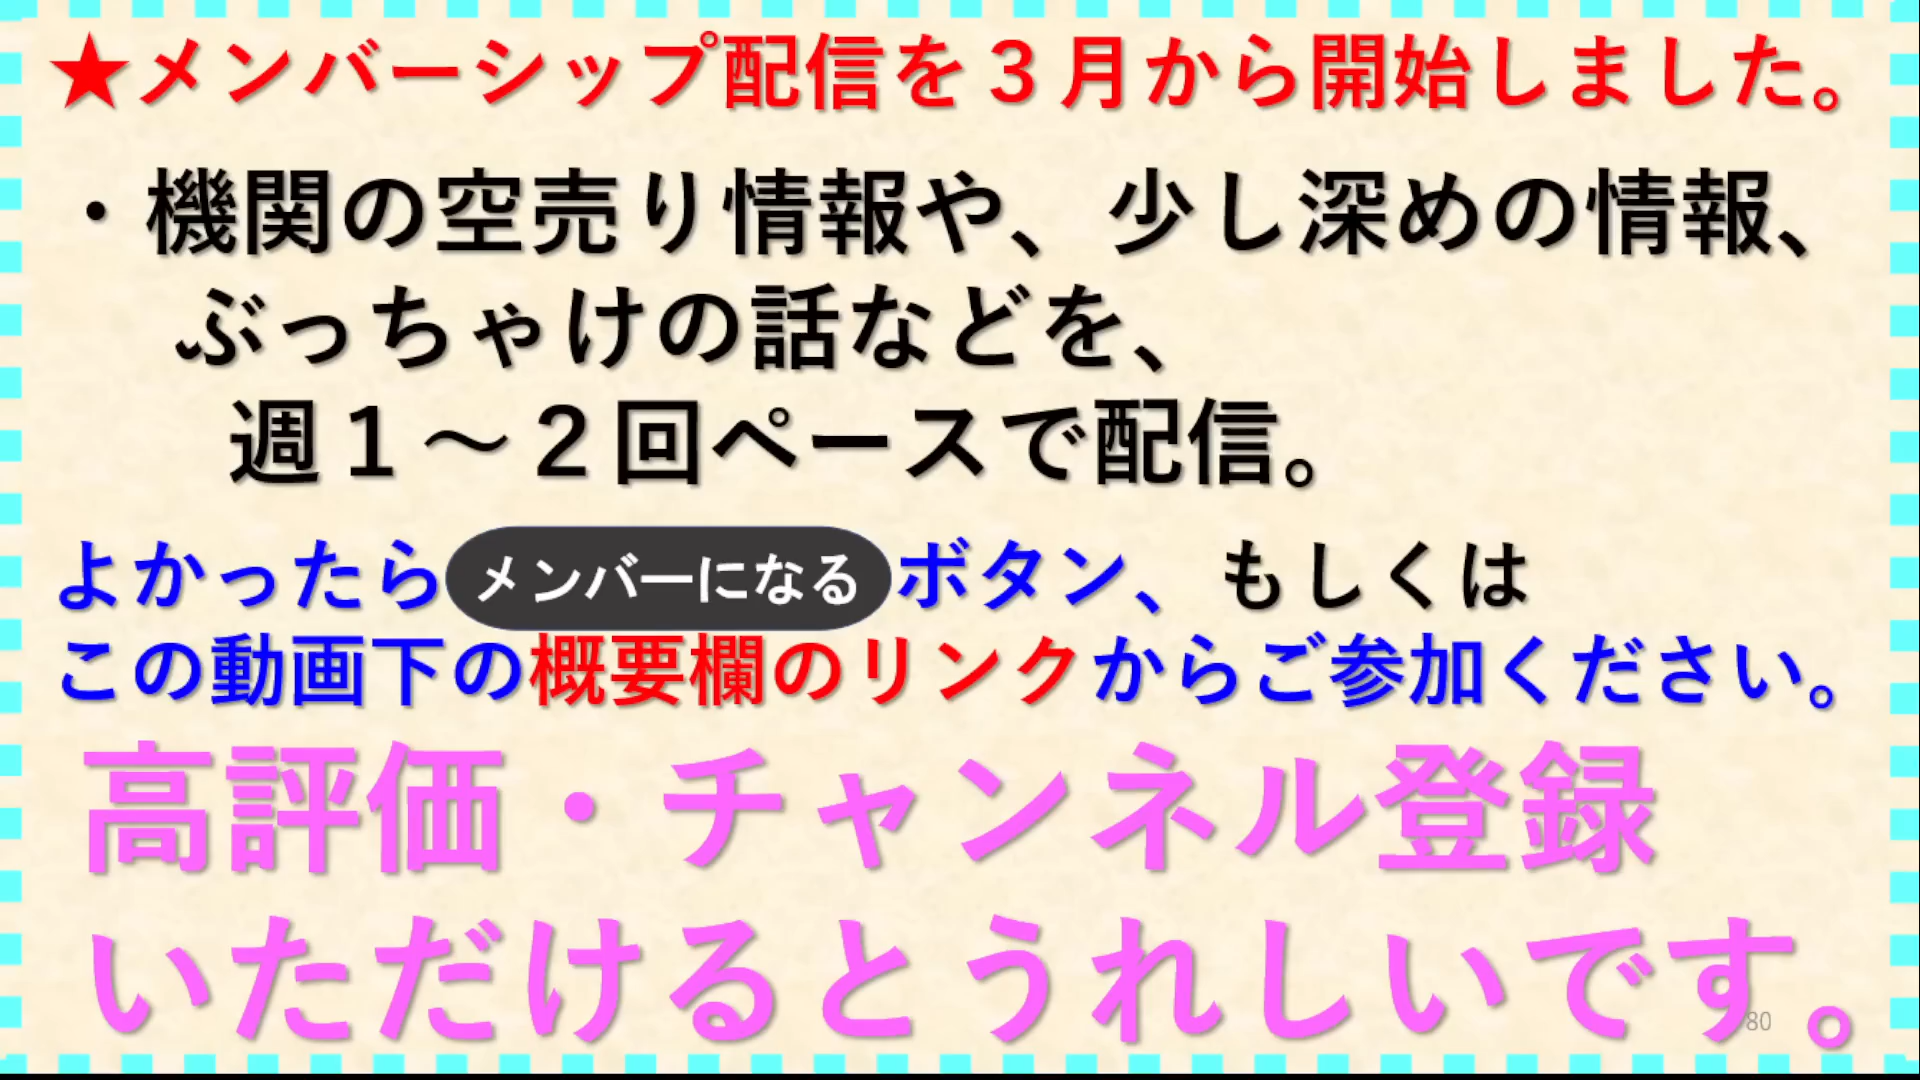 ★メンバーシップ配信を３月から開始しました。
・機関の空売り情報や、少し深めの情報、
ぶっちゃけの話などを、
週１～２回ペースで配信。
よかったらメンバーになるボタン、もしくは
この動画下の概要欄のリンクからご参加ください。
高評価・チャンネル登録
いただけるとうれしいです。
80